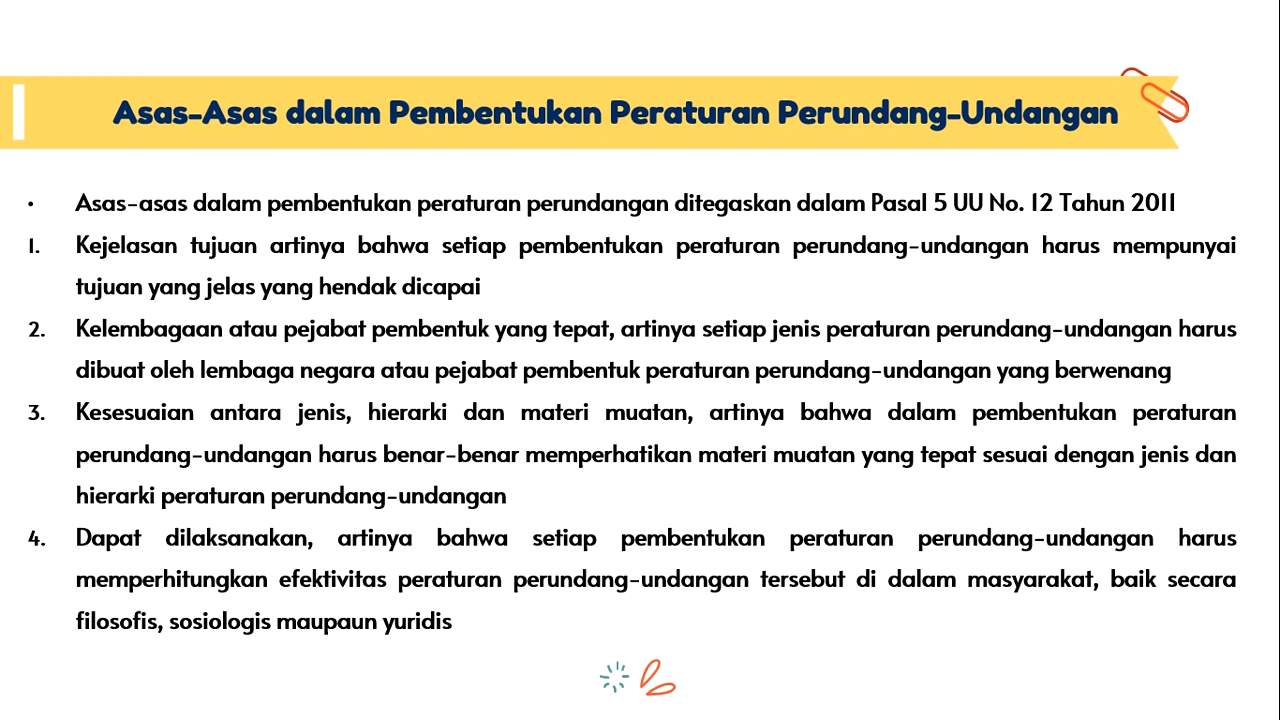 Asas-Asas dalam Pembentukan Peraturan Perundang-Undangan
• Asas-asas dalam pembentukan peraturan perundangan ditegaskan dalam Pasal 5 UU No. 12 Tahun 2011
1. Kejelasan tujuan artinya bahwa setiap pembentukan peraturan perundang-undangan harus mempunyai
tujuan yang jelas yang hendak dicapai
2. Kelembagaan atau pejabat pembentuk yang tepat, artinya setiap jenis peraturan perundang-undangan harus
dibuat oleh lembaga negara atau pejabat pembentuk peraturan perundang-undangan yang berwenang
3. Kesesuaian antara jenis, hierarki dan materi muatan, artinya bahwa dalam pembentukan peraturan
perundang-undangan harus benar-benar memperhatikan materi muatan yang tepat sesuai dengan jenis dan
hierarki peraturan perundang-undangan
4. Dapat dilaksanakan, artinya bahwa setiap pembentukan peraturan perundang-undangan harus
memperhitungkan efektivitas peraturan perundang-undangan tersebut di dalam masyarakat, baik secara
filosofis, sosiologis maupaun yuridis